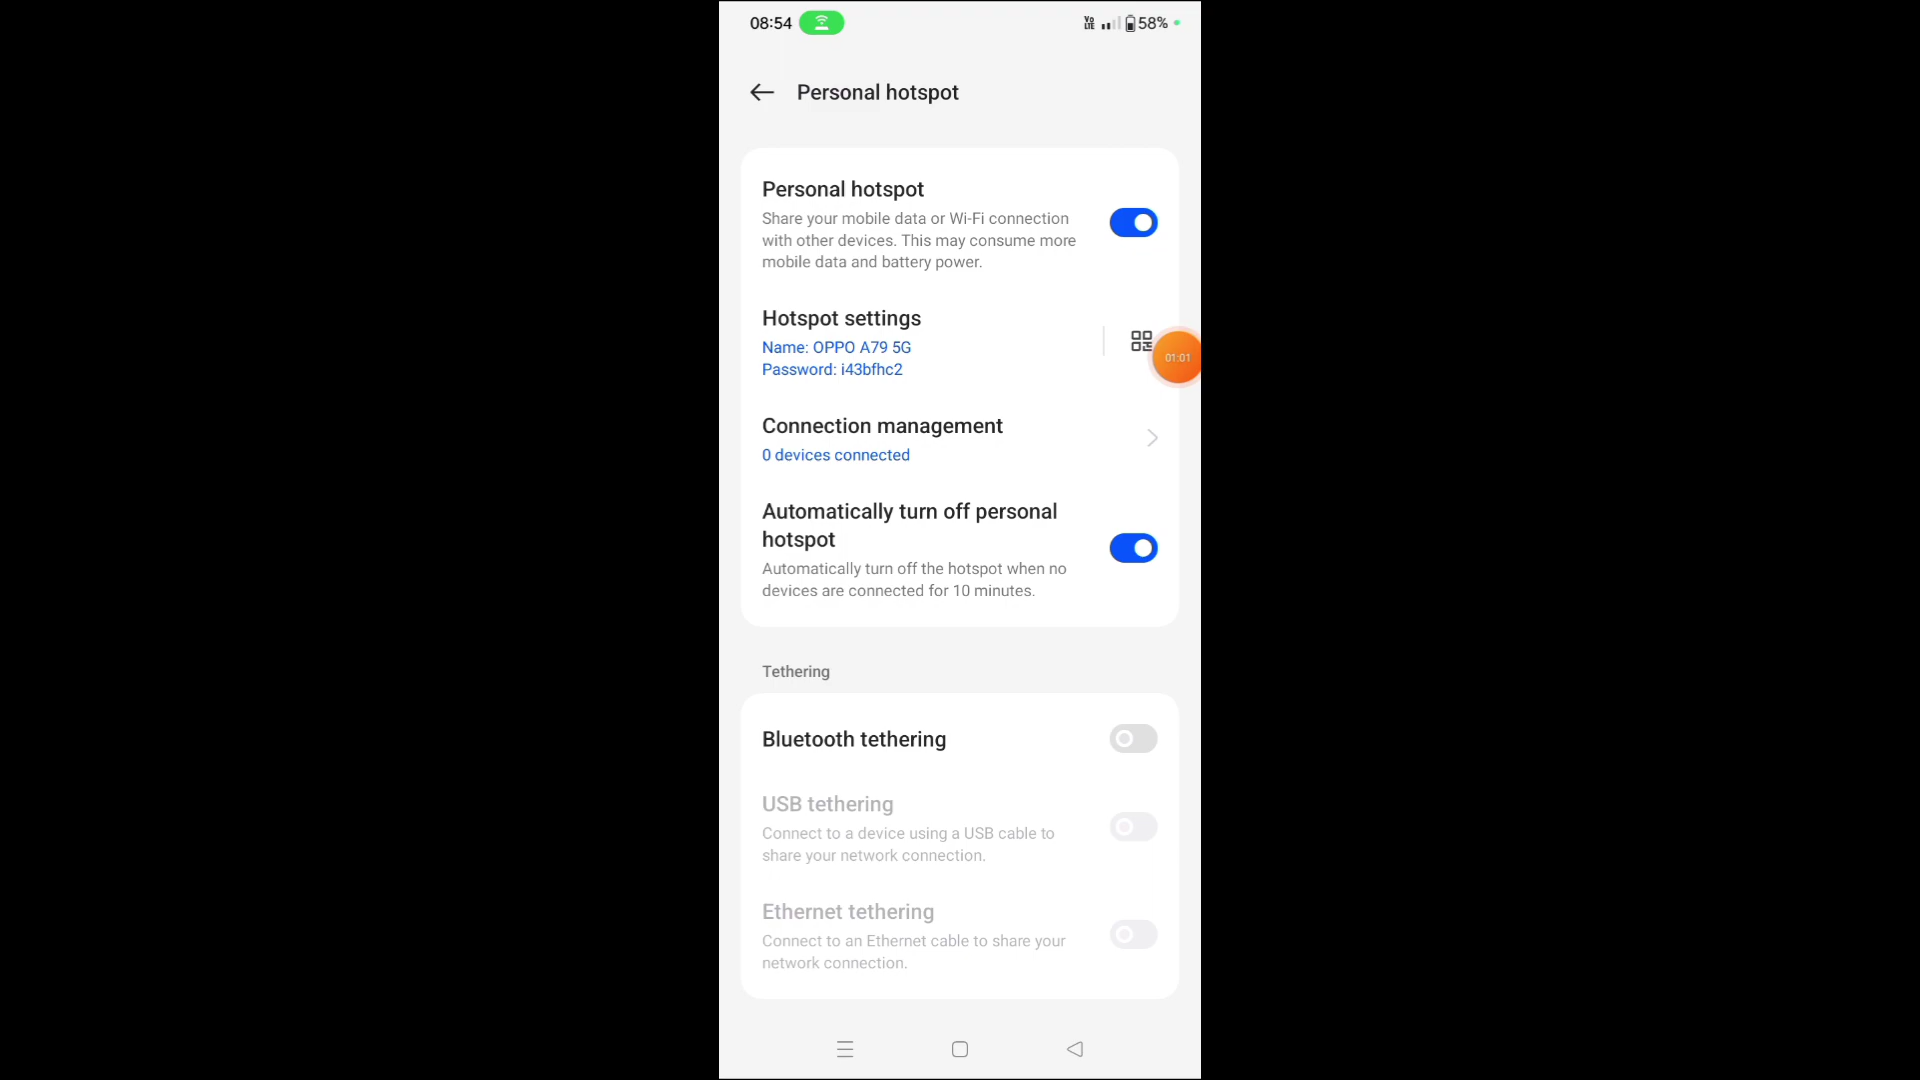 08:54
Vo LTE 58%
Personal hotspot
Personal hotspot
Share your mobile data or Wi-Fi connection
with other devices. This may consume more
mobile data and battery power.
Hotspot settings
Name: OPPO A79 5G
Password: i43bfhc2
01:01
Connection management
0 devices connected
Automatically turn off personal
hotspot
Automatically turn off the hotspot when no
devices are connected for 10 minutes.
Tethering
Bluetooth tethering
USB tethering
Connect to a device using a USB cable to
share your network connection.
Ethernet tethering
Connect to an Ethernet cable to share your
network connection.